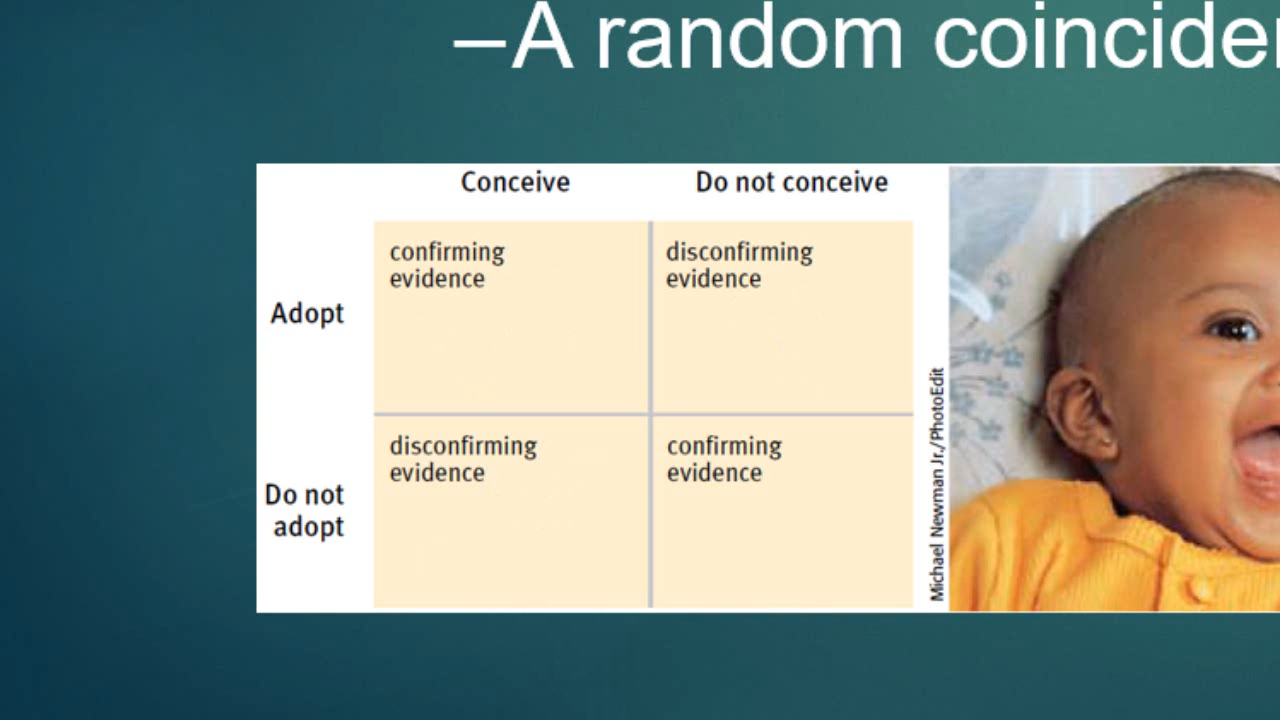 –A random coincide
Conceive
Do not conceive
confirming
evidence
disconfirming
evidence
Adopt
disconfirming
evidence
confirming
evidence
Do not
adopt
Michael Newman Jr./PhotoEdit